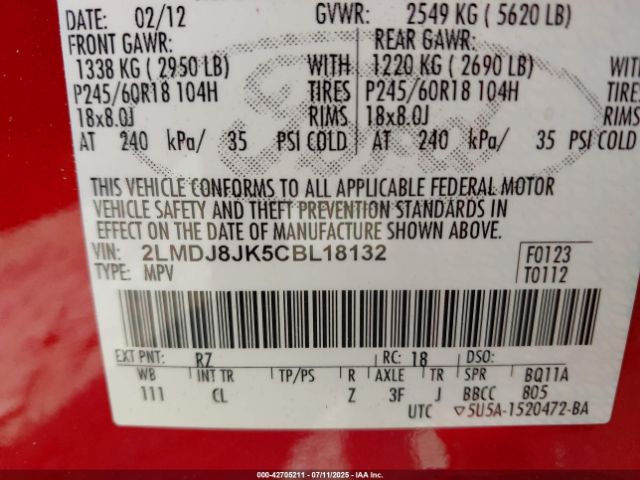 DATE: 02/12 GVWR: 2549 KG ( 5620 LB)
FRONT GAWR: REAR GAWR:
1338 KG ( 2950 LB) WITH 1220 KG ( 2690 LB) WITH
P245/60R18 104H TIRES P245/60R18 104H TIRES
18x8.0J RIMS 18x8.0J RIMS
AT 240 kPa/ 35 PSI COLD AT 240 kPa/ 35 PSI COLD
Ford
THIS VEHICLE CONFORMS TO ALL APPLICABLE FEDERAL MOTOR
VEHICLE SAFETY AND THEFT PREVENTION STANDARDS IN
EFFECT ON THE DATE OF MANUFACTURE SHOWN ABOVE.
VIN: 2LMDJ8JK5CBL18132 F0123
TYPE: MPV T0112
EXT PNT: RZ RC: 18 DSO:
WB INT TR TP/PS R AXLE TR SPR BQ11A
111 CL Z 3F J BBCC 805
UTC ▽5U5A-1520472-BA
000-42705211 - 07/11/2025 - IAA Inc.